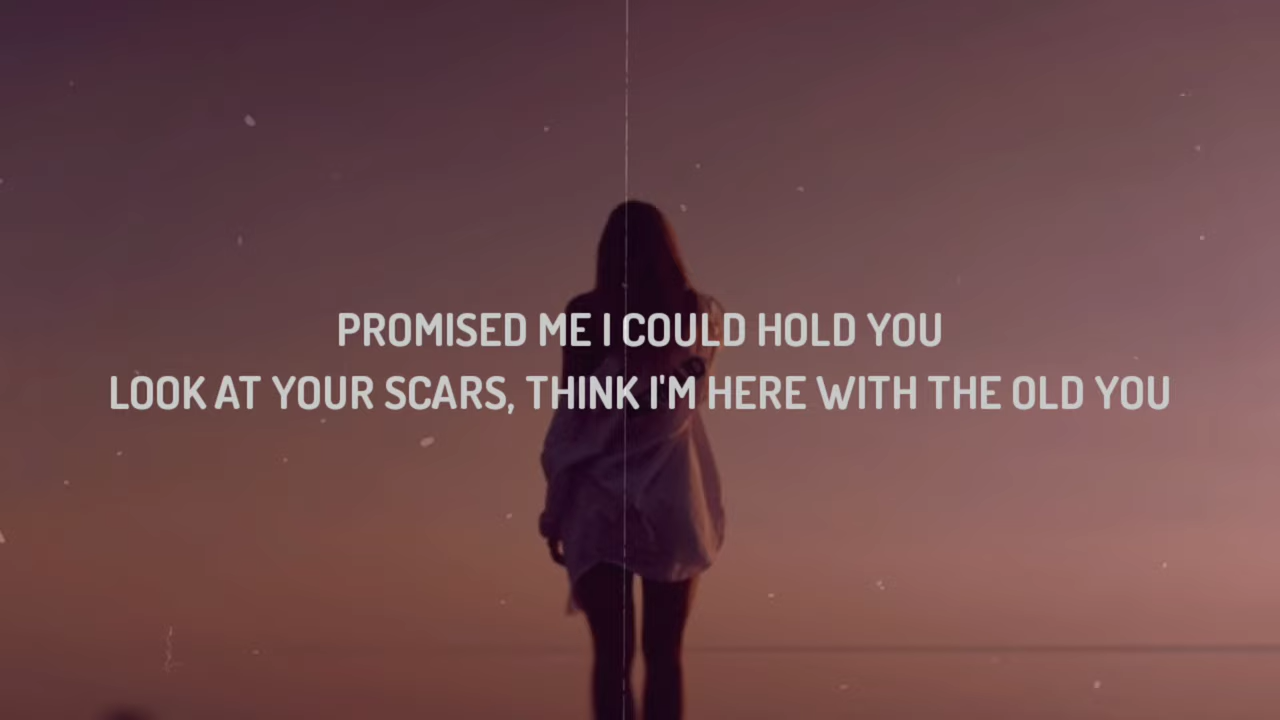 PROMISED ME I COULD HOLD YOU
LOOK AT YOUR SCARS, THINK I'M HERE WITH THE OLD YOU